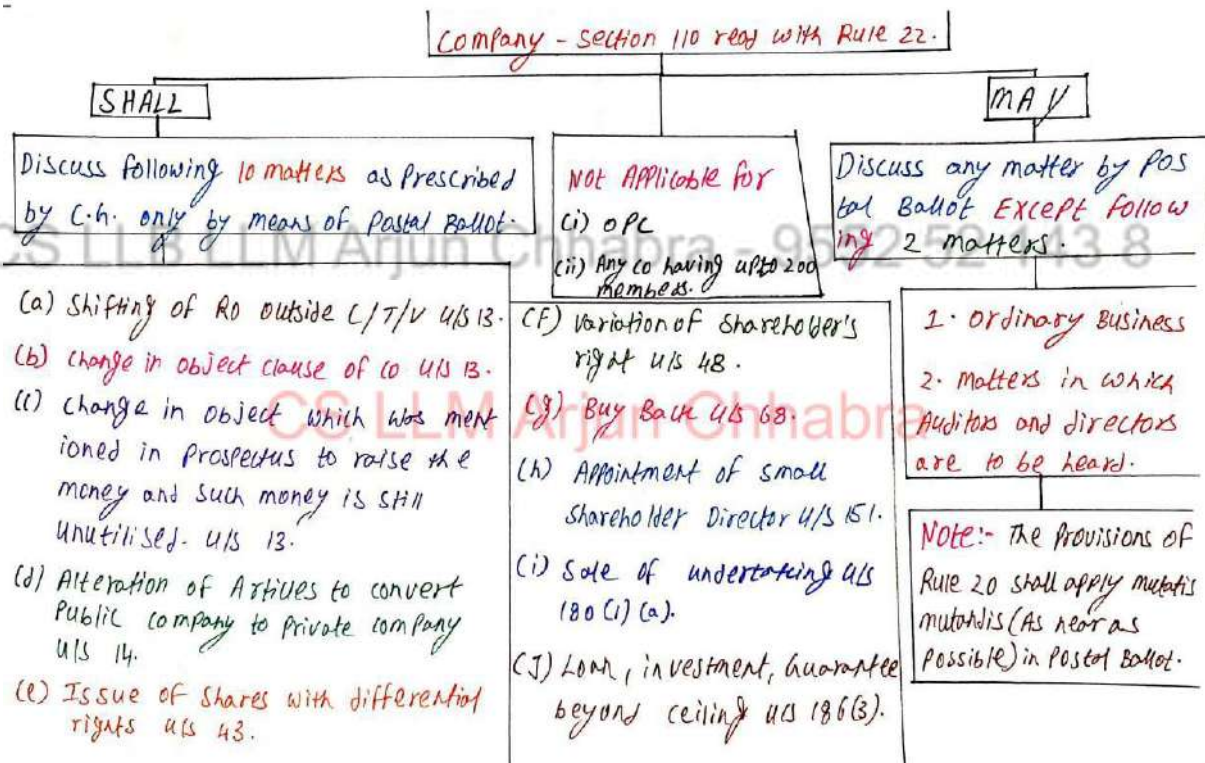 Company - Section 110 read with Rule 22.
SHALL
Discuss following 10 matters as Prescribed
by C.G. only by means of Postal Ballot.
Not Applicable for
(i) OPC
(ii) Any co having upto 200
members.
MAY
Discuss any matter by Pos
tal Ballot EXCEPT follow
ing 2 matters.
CS LLB LLM Arjun Chhabra - 9552 52 443 8
(a) Shifting of RO outside C/T/V u/s 13.
(b) Change in object clause of co u/s 13.
(c) Change in object which was ment
ioned in Prospectus to raise the
money and such money is still
unutilised. u/s 13.
(d) Alteration of Articles to convert
Public company to Private company
u/s 14.
(e) Issue of Shares with differential
rights u/s 43.
(F) Variation of Shareholder's
right u/s 48.
(g) Buy Back u/s 68.
(h) Appointment of small
Shareholder Director u/s 151.
(i) Sale of undertaking u/s
180 (1) (a).
(J) Loan, investment, Guarantee
beyond ceiling u/s 186(3).
CS LLM Arjun Chhabra
1. Ordinary Business
2. Matters in which
Auditors and directors
are to be heard.
Note:- The Provisions of
Rule 20 shall apply mutatis
mutandis (As near as
possible) in Postal Ballot.